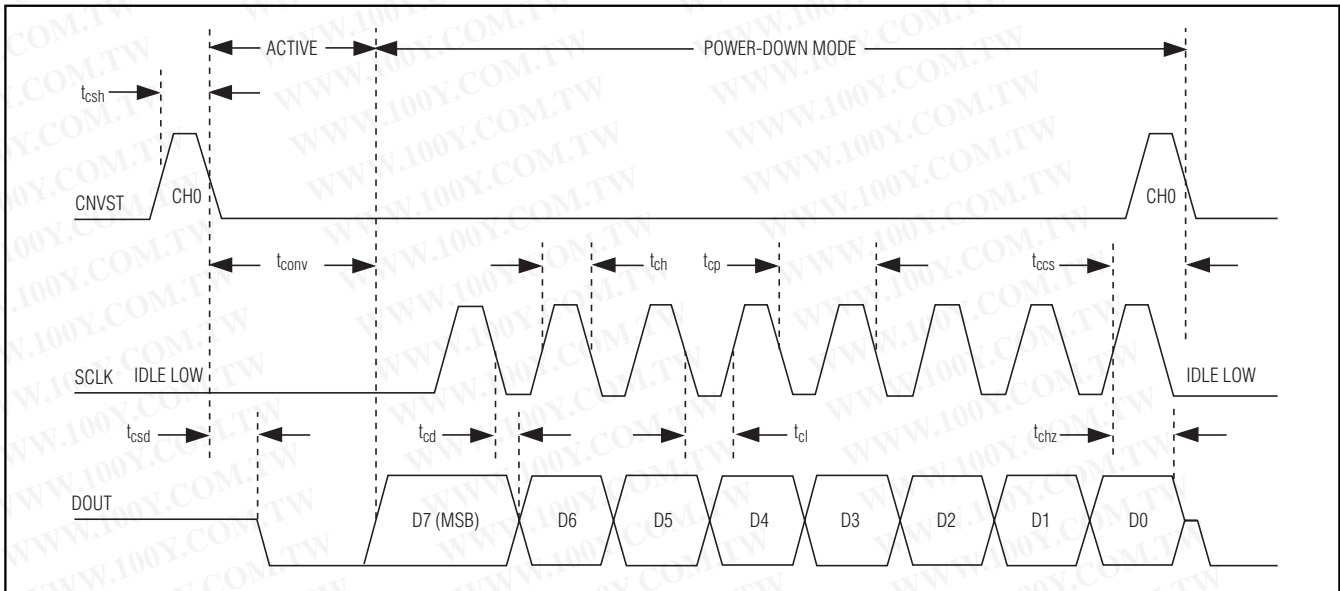 ACTIVE
POWER-DOWN MODE
tcsh
CNVST
CH0
CH0
tconv
tch
tcp
tccs
SCLK
IDLE LOW
IDLE LOW
tcsd
tcd
tcl
tchz
DOUT
D7 (MSB)
D6
D5
D4
D3
D2
D1
D0
WWW.100Y.COM.TW